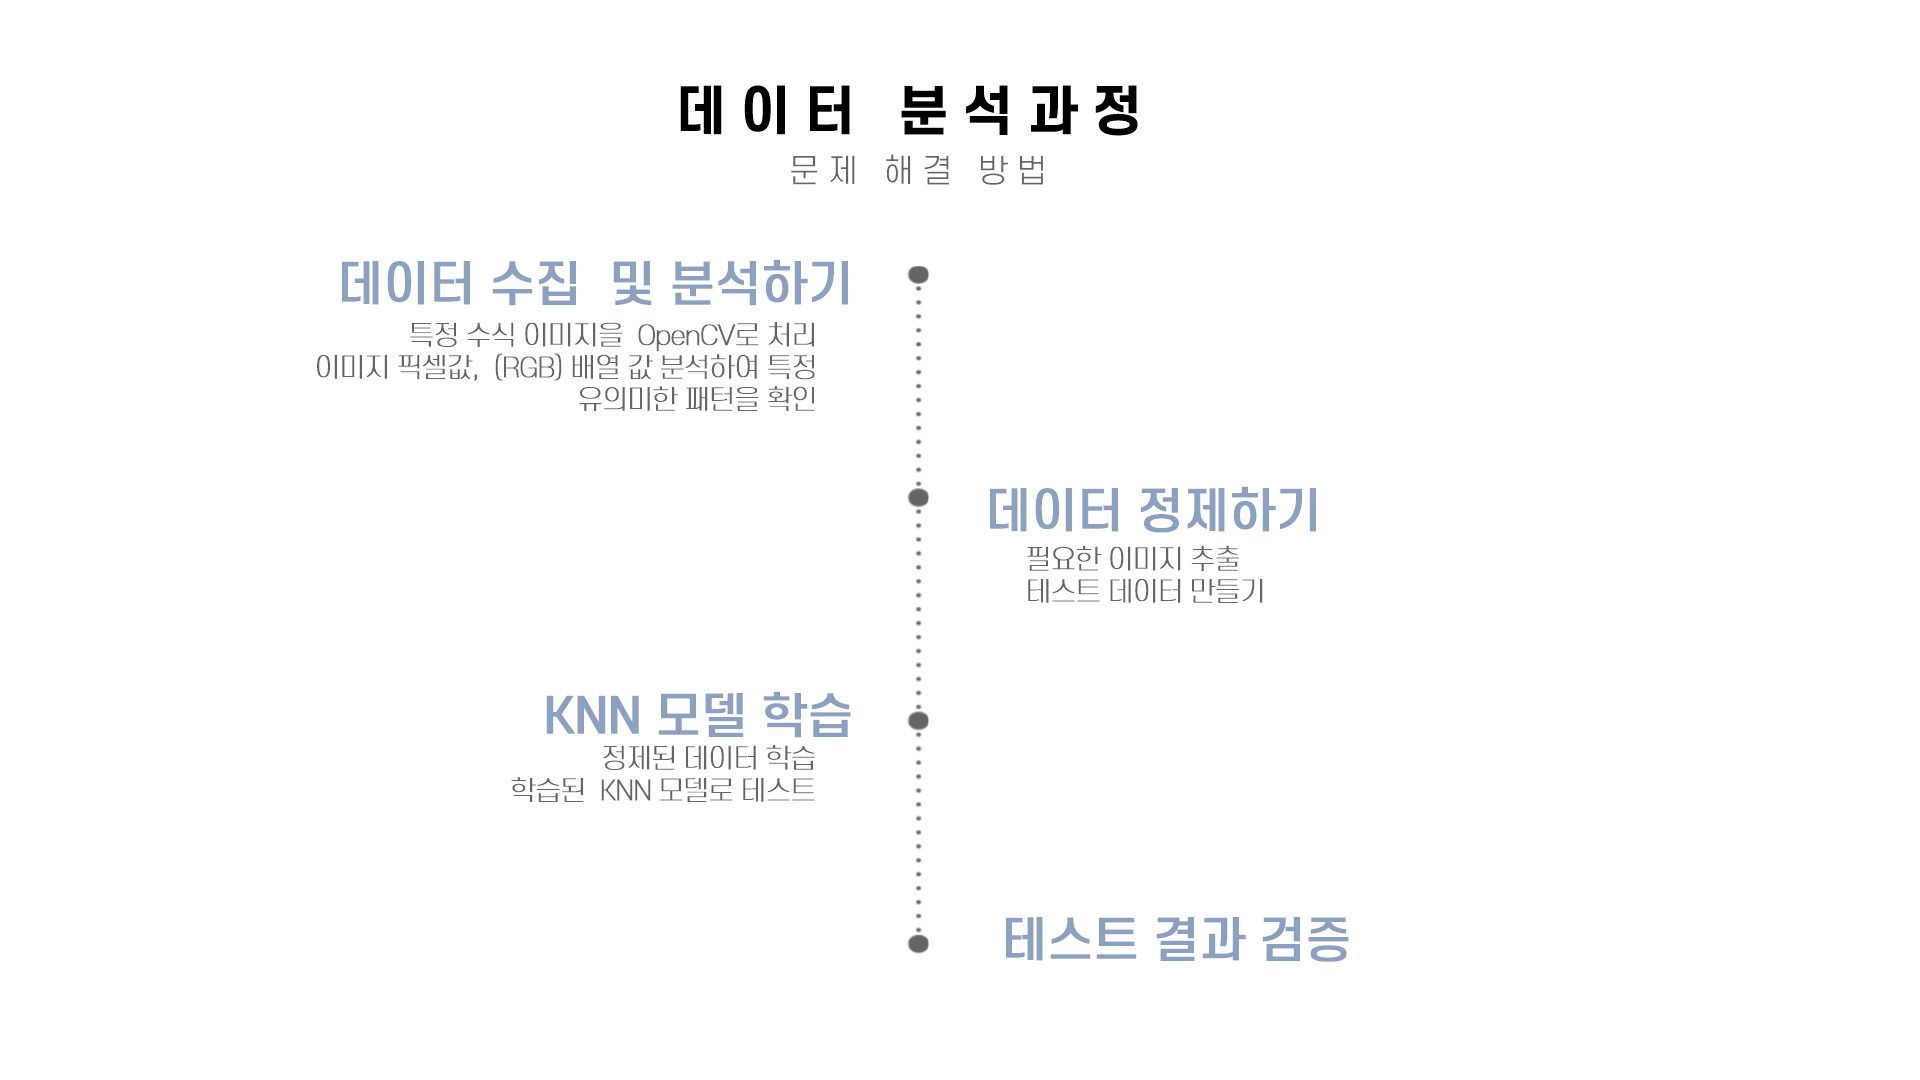 데이터 분석과정
문제 해결 방법
데이터 수집 및 분석하기
특정 수식 이미지을 OpenCV로 처리
이미지 픽셀값, (RGB) 배열 값 분석하여 특정
유의미한 패턴을 확인
데이터 정제하기
필요한 이미지 추출
테스트 데이터 만들기
KNN 모델 학습
정제된 데이터 학습
학습된 KNN 모델로 테스트
테스트 결과 검증